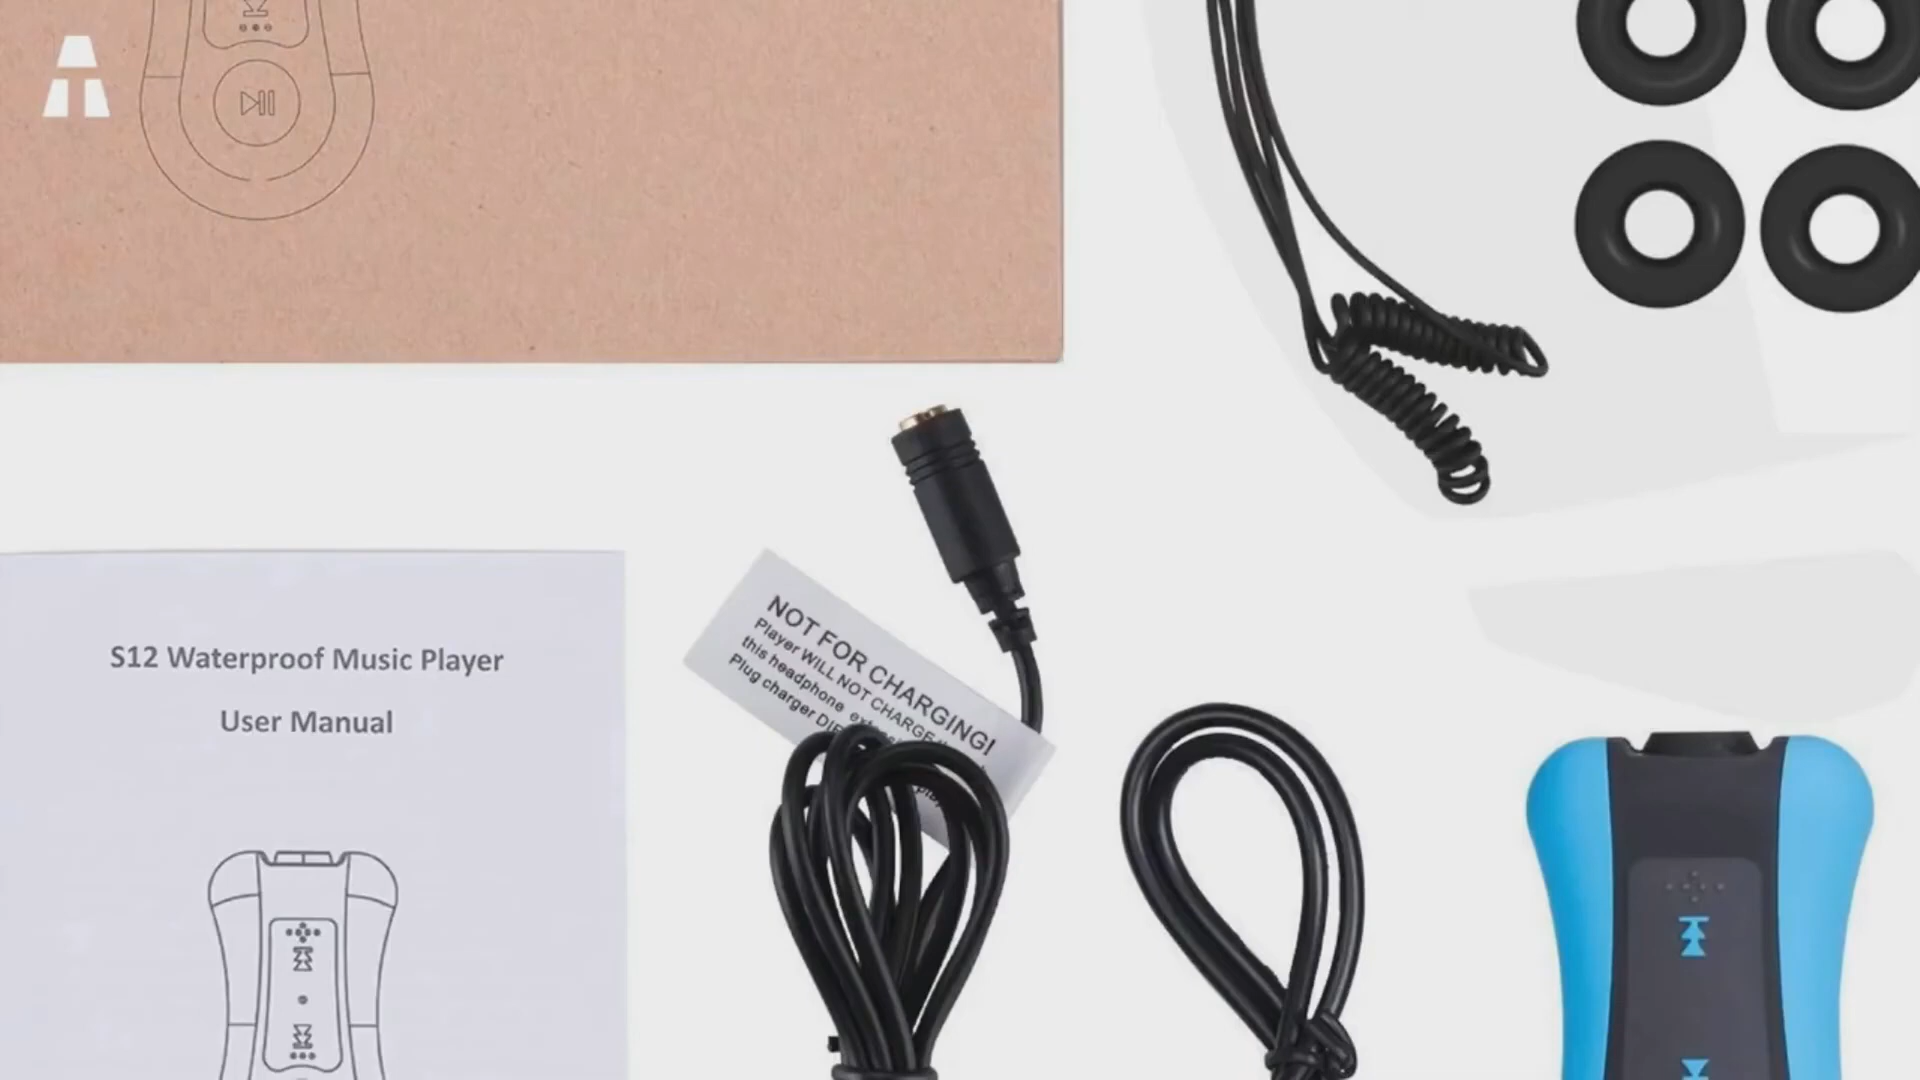 S12 Waterproof Music Player
User Manual
NOT FOR CHARGING!
Player WILL NOT CHARGE
this headphone
Plug charger